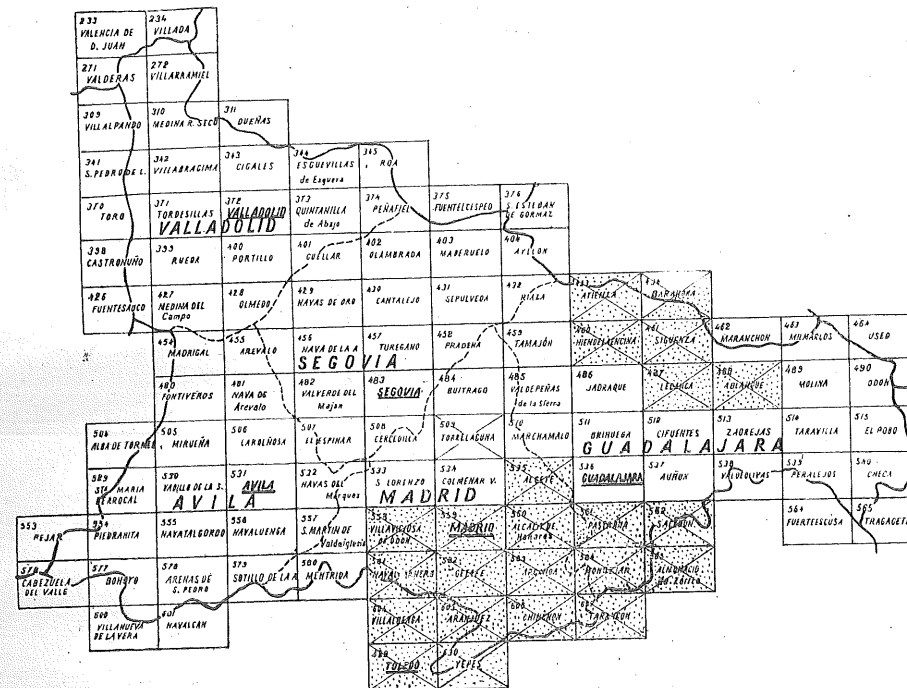 233 VALENCIA DE D. JUAN
234 VILLADA
271 VALDERAS
272 VILLARRAMIEL
309 VILLALPANDO
310 MEDINA R. SECO
311 DUEÑAS
341 S. PEDRO DE L.
342 VILLABRAGIMA
343 CIGALES
344 ESGUEVILLAS de Esgueva
345 ROA
370 TORO
371 TORDESILLAS
372 VALLADOLID
373 QUINTANILLA de Abajo
374 PEÑAFIEL
375 FUENTELCESPED
376 S. ESTEBAN DE GORMAZ
VALLADOLID
398 CASTRONUÑO
399 RUEDA
400 PORTILLO
401 CUELLAR
402 OLAMBRADA
403 MADERUELO
404 AYLLON
426 FUENTESAUCO
427 MEDINA DEL Campo
428 OLMEDO
429 NAVAS DE ORO
430 CANTALEJO
431 SEPULVEDA
432 RIAZA
433 ATIENZA
434 BARAHONA
454 MADRIGAL
455 AREVALO
456 NAVA DE LA A
457 TUREGANO
458 PRADENA
459 TAMAJÓN
460 HIENDELAENCINA
461 SIGUENZA
462 MARANCHON
463 MILMARCOS
464 USED
SEGOVIA
480 FONTIVEROS
481 NAVA DE Arevalo
482 VALVERDE DEL Majan
483 SEGOVIA
484 BUITRAGO
485 VALDEPEÑAS de la Sierra
486 JADRAQUE
487 LEDANCA
488 ABLANQUE
489 MOLINA
490 ODON
504 ALBA DE TORMES
505 MIRUEÑA
506 CABOLÑOSA
507 EL ESPINAR
508 CERCEDILLA
509 TORRELAGUNA
510 MARCHAMALO
511 BRIHUEGA
512 CIFUENTES
513 ZAOREJAS
514 TARAVILLA
515 EL POBO
GUADALAJARA
529 Sta MARIA BERROCAL
530 VADILLO DE LA S.
531 AVILA
532 NAVAS DEL Marques
533 S LORENZO
534 COLMENAR V.
535 ALGETE
536 GUADALAJARA
537 AUÑON
538 VALDEOLIVAS
539 PERALEJOS
540 CHECA
AVILA
MADRID
553 BEJAR
554 PIEDRAHITA
555 NAVATALGORDO
556 NAVALUENGA
557 S. MARTIN DE Valdeiglesias
558 VILLAVICIOSA DE ODON
559 MADRID
560 ALCALA DE Henares
561 PASTRANA
562 SACEDON
564 FUERTESCUSA
565 TRAGACETE
576 CABEZUELA DEL VALLE
577 BOHOYO
578 ARENAS DE S. PEDRO
579 SOTILLO DE LA A
580 MENTRIDA
581 NAVALCARNERO
582 GETAFE
583 ARGANDA
584 MONDEJAR
585 ALMONACID de Zorita
600 VILLANUEVA DE LA VERA
601 NAVALCAN
VILLALUENGA
605 ARANJUEZ
606 CHINCHON
607 TARANCON
TOLEDO
630 YEPES